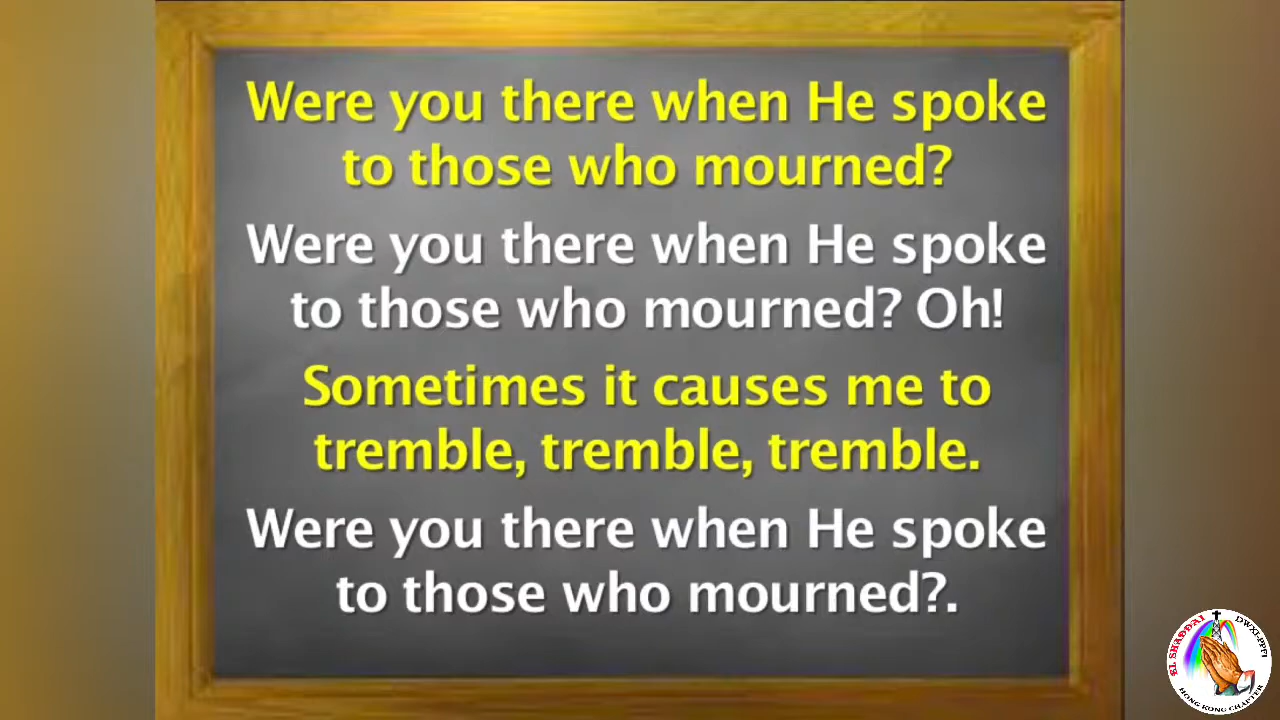 Were you there when He spoke
to those who mourned?
Were you there when He spoke
to those who mourned? Oh!
Sometimes it causes me to
tremble, tremble, tremble.
Were you there when He spoke
to those who mourned?.
EL SHADDAI
DWXI-PPFI
HONG KONG CHAPTER